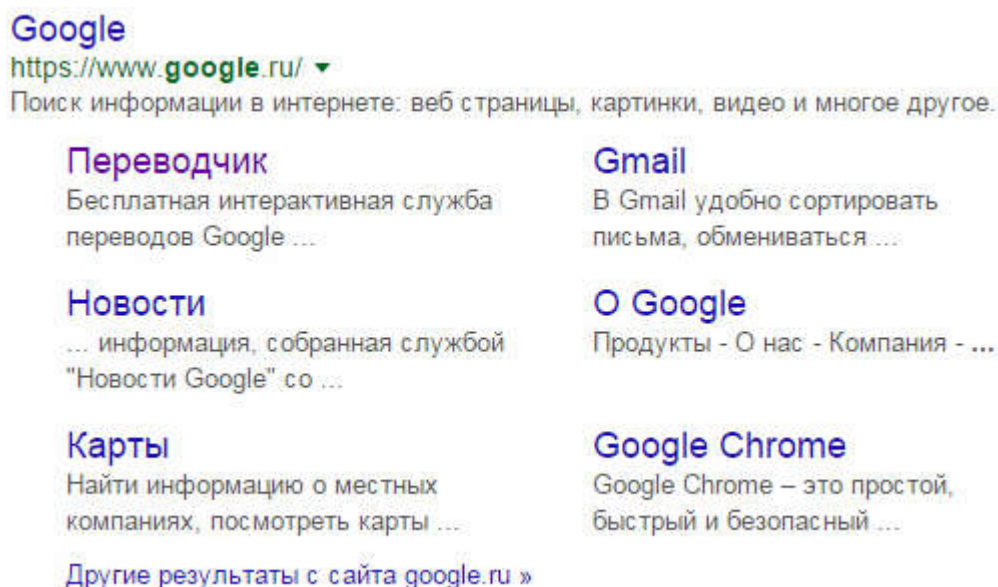 Google
https://www.google.ru/
Поиск информации в интернете: веб страницы, картинки, видео и многое другое.
Переводчик
Бесплатная интерактивная служба
переводов Google ...
Gmail
В Gmail удобно сортировать
письма, обмениваться ...
Новости
... информация, собранная службой
"Новости Google" со ...
О Google
Продукты - О нас - Компания - ...
Карты
Найти информацию о местных
компаниях, посмотреть карты ...
Google Chrome
Google Chrome – это простой,
быстрый и безопасный ...
Другие результаты с сайта google.ru »